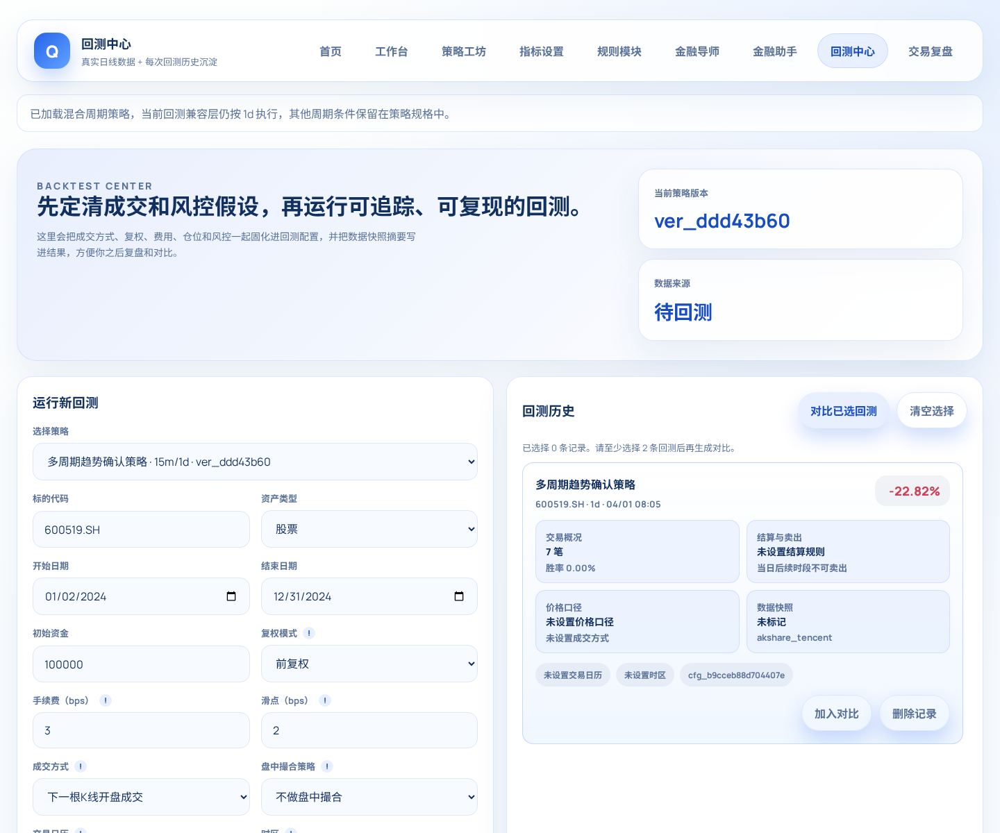 Q
回测中心
真实日线数据 + 每次回测历史沉淀
首页
工作台
策略工坊
指标设置
规则模块
金融导师
金融助手
回测中心
交易复盘
已加载混合周期策略，当前回测兼容层仍按 1d 执行，其他周期条件保留在策略规格中。
BACKTEST CENTER
先定清成交和风控假设，再运行可追踪、可复现的回测。
这里会把成交方式、复权、费用、仓位和风控一起固化进回测配置，并把数据快照摘要写
进结果，方便你之后复盘和对比。
当前策略版本
ver_ddd43b60
数据来源
待回测
运行新回测
选择策略
多周期趋势确认策略 · 15m/1d · ver_ddd43b60
标的代码
资产类型
600519.SH
股票
开始日期
结束日期
01/02/2024
12/31/2024
初始资金
复权模式 !
100000
前复权
手续费（bps） !
滑点（bps） !
3
2
成交方式 !
盘中撮合策略 !
下一根K线开盘成交
不做盘中撮合
交易日历 !
时区 !
回测历史
对比已选回测
清空选择
已选择 0 条记录。请至少选择 2 条回测后再生成对比。
多周期趋势确认策略
600519.SH · 1d · 04/01 08:05
-22.82%
交易概况
7 笔
胜率 0.00%
结算与卖出
未设置结算规则
当日后续时段不可卖出
价格口径
未设置价格口径
未设置成交方式
数据快照
未标记
akshare_tencent
未设置交易日历
未设置时区
cfg_b9cceb88d704407e
加入对比
删除记录